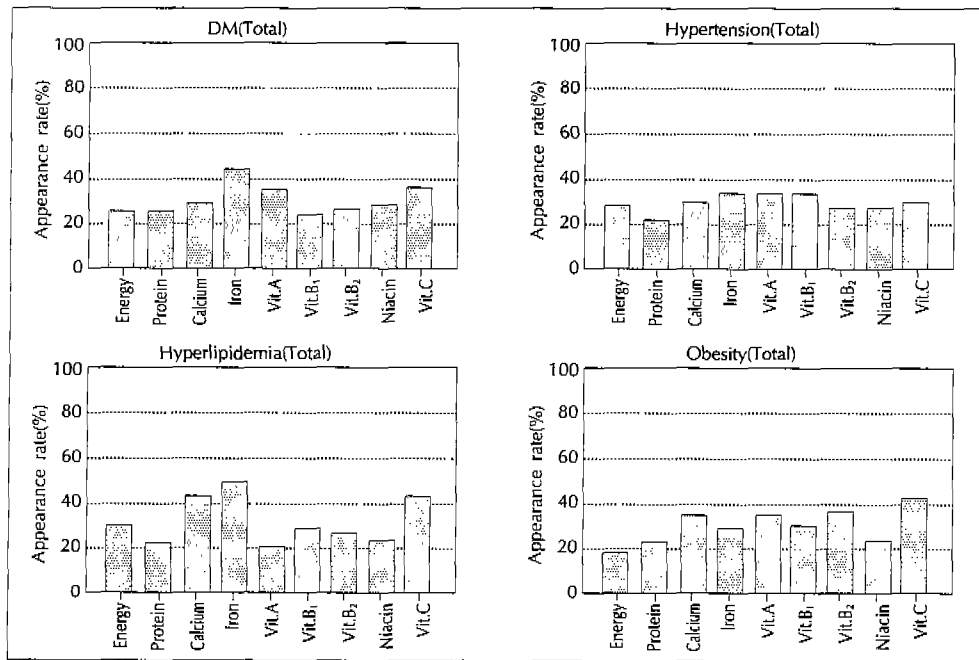 DM(Total)
Appearance rate(%)
100
80
60
40
20
0
Energy
Protein
Calcium
Iron
Vit.A
Vit.B₁
Vit.B₂
Niacin
Vit.C
Hypertension(Total)
Appearance rate(%)
100
80
60
40
20
0
Energy
Protein
Calcium
Iron
Vit.A
Vit.B₁
Vit.B₂
Niacin
Vit.C
Hyperlipidemia(Total)
Appearance rate(%)
100
80
60
40
20
0
Energy
Protein
Calcium
Iron
Vit.A
Vit.B₁
Vit.B₂
Niacin
Vit.C
Obesity(Total)
Appearance rate(%)
100
80
60
40
20
0
Energy
Protein
Calcium
Iron
Vit.A
Vit.B₁
Vit.B₂
Niacin
Vit.C